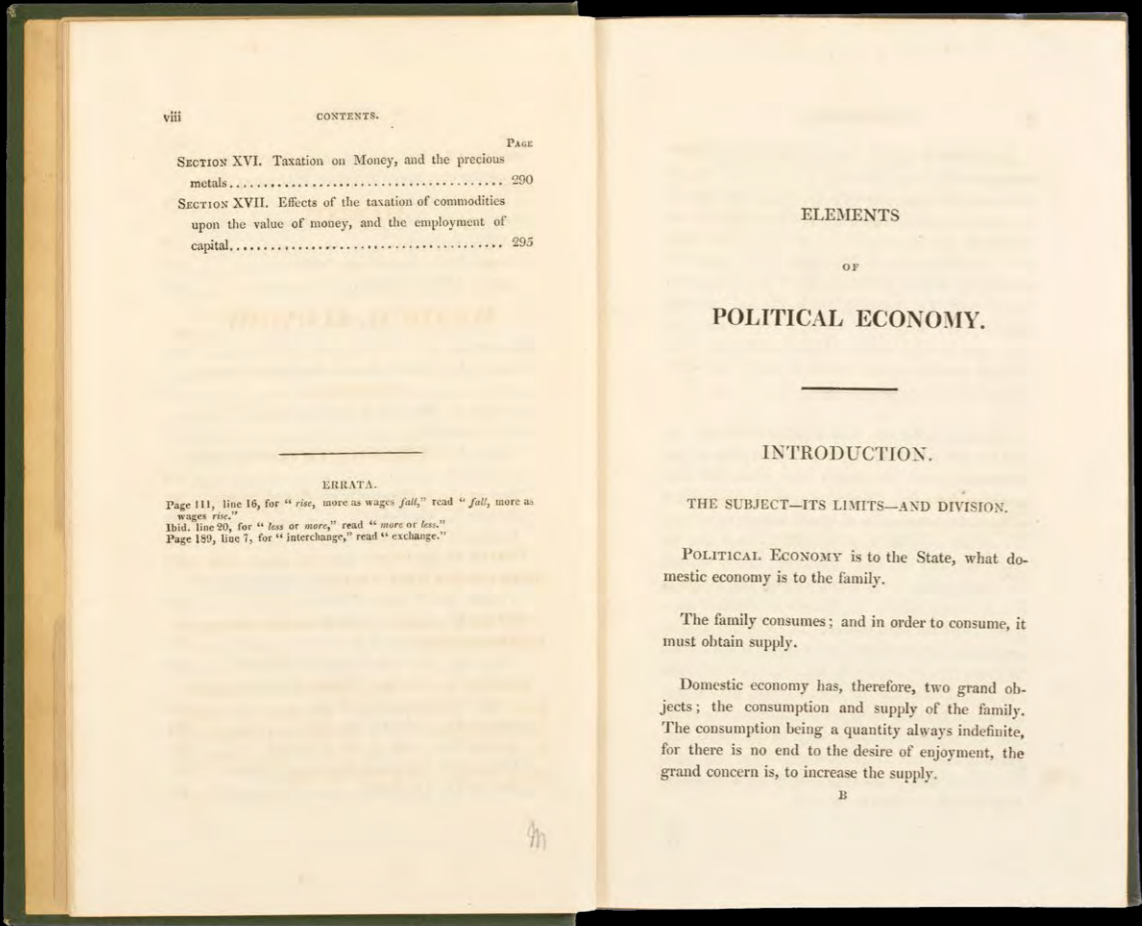 viii CONTENTS.
PAGE
SECTION XVI. Taxation on Money, and the precious
metals........................................ 290
SECTION XVII. Effects of the taxation of commodities
upon the value of money, and the employment of
capital........................................ 295
ERRATA.
Page 111, line 16, for “ rise, more as wages fall,” read “ fall, more as
wages rise.”
Ibid. line 20, for “ less or more,” read “ more or less.”
Page 189, line 7, for “ interchange,” read “ exchange.”
ELEMENTS
OF
POLITICAL ECONOMY.
INTRODUCTION.
THE SUBJECT—ITS LIMITS—AND DIVISION.
POLITICAL ECONOMY is to the State, what do-
mestic economy is to the family.
The family consumes; and in order to consume, it
must obtain supply.
Domestic economy has, therefore, two grand ob-
jects; the consumption and supply of the family.
The consumption being a quantity always indefinite,
for there is no end to the desire of enjoyment, the
grand concern is, to increase the supply.
B